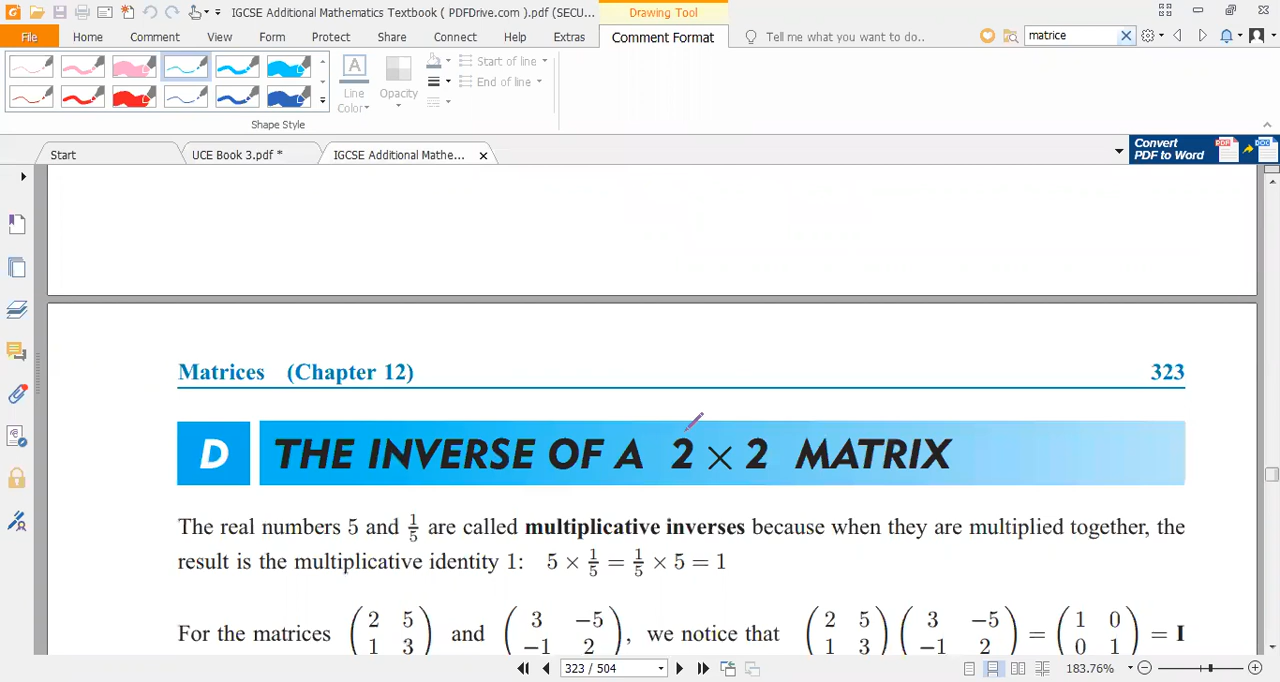 IGCSE Additional Mathematics Textbook ( PDFDrive.com ).pdf (SECU... Drawing Tool
File Home Comment View Form Protect Share Connect Help Extras Comment Format Tell me what you want to do.. matrice
Start of line
End of line
Line Color Opacity
Shape Style
Start UCE Book 3.pdf * IGCSE Additional Mathe... Convert PDF to Word
Matrices (Chapter 12) 323
D THE INVERSE OF A 2 × 2 MATRIX
The real numbers 5 and 1/5 are called multiplicative inverses because when they are multiplied together, the
result is the multiplicative identity 1: 5 × 1/5 = 1/5 × 5 = 1
For the matrices (2 5 1 3) and (3 −5 −1 2), we notice that (2 5 1 3)(3 −5 −1 2) = (1 0 0 1) = I
323 / 504 183.76%